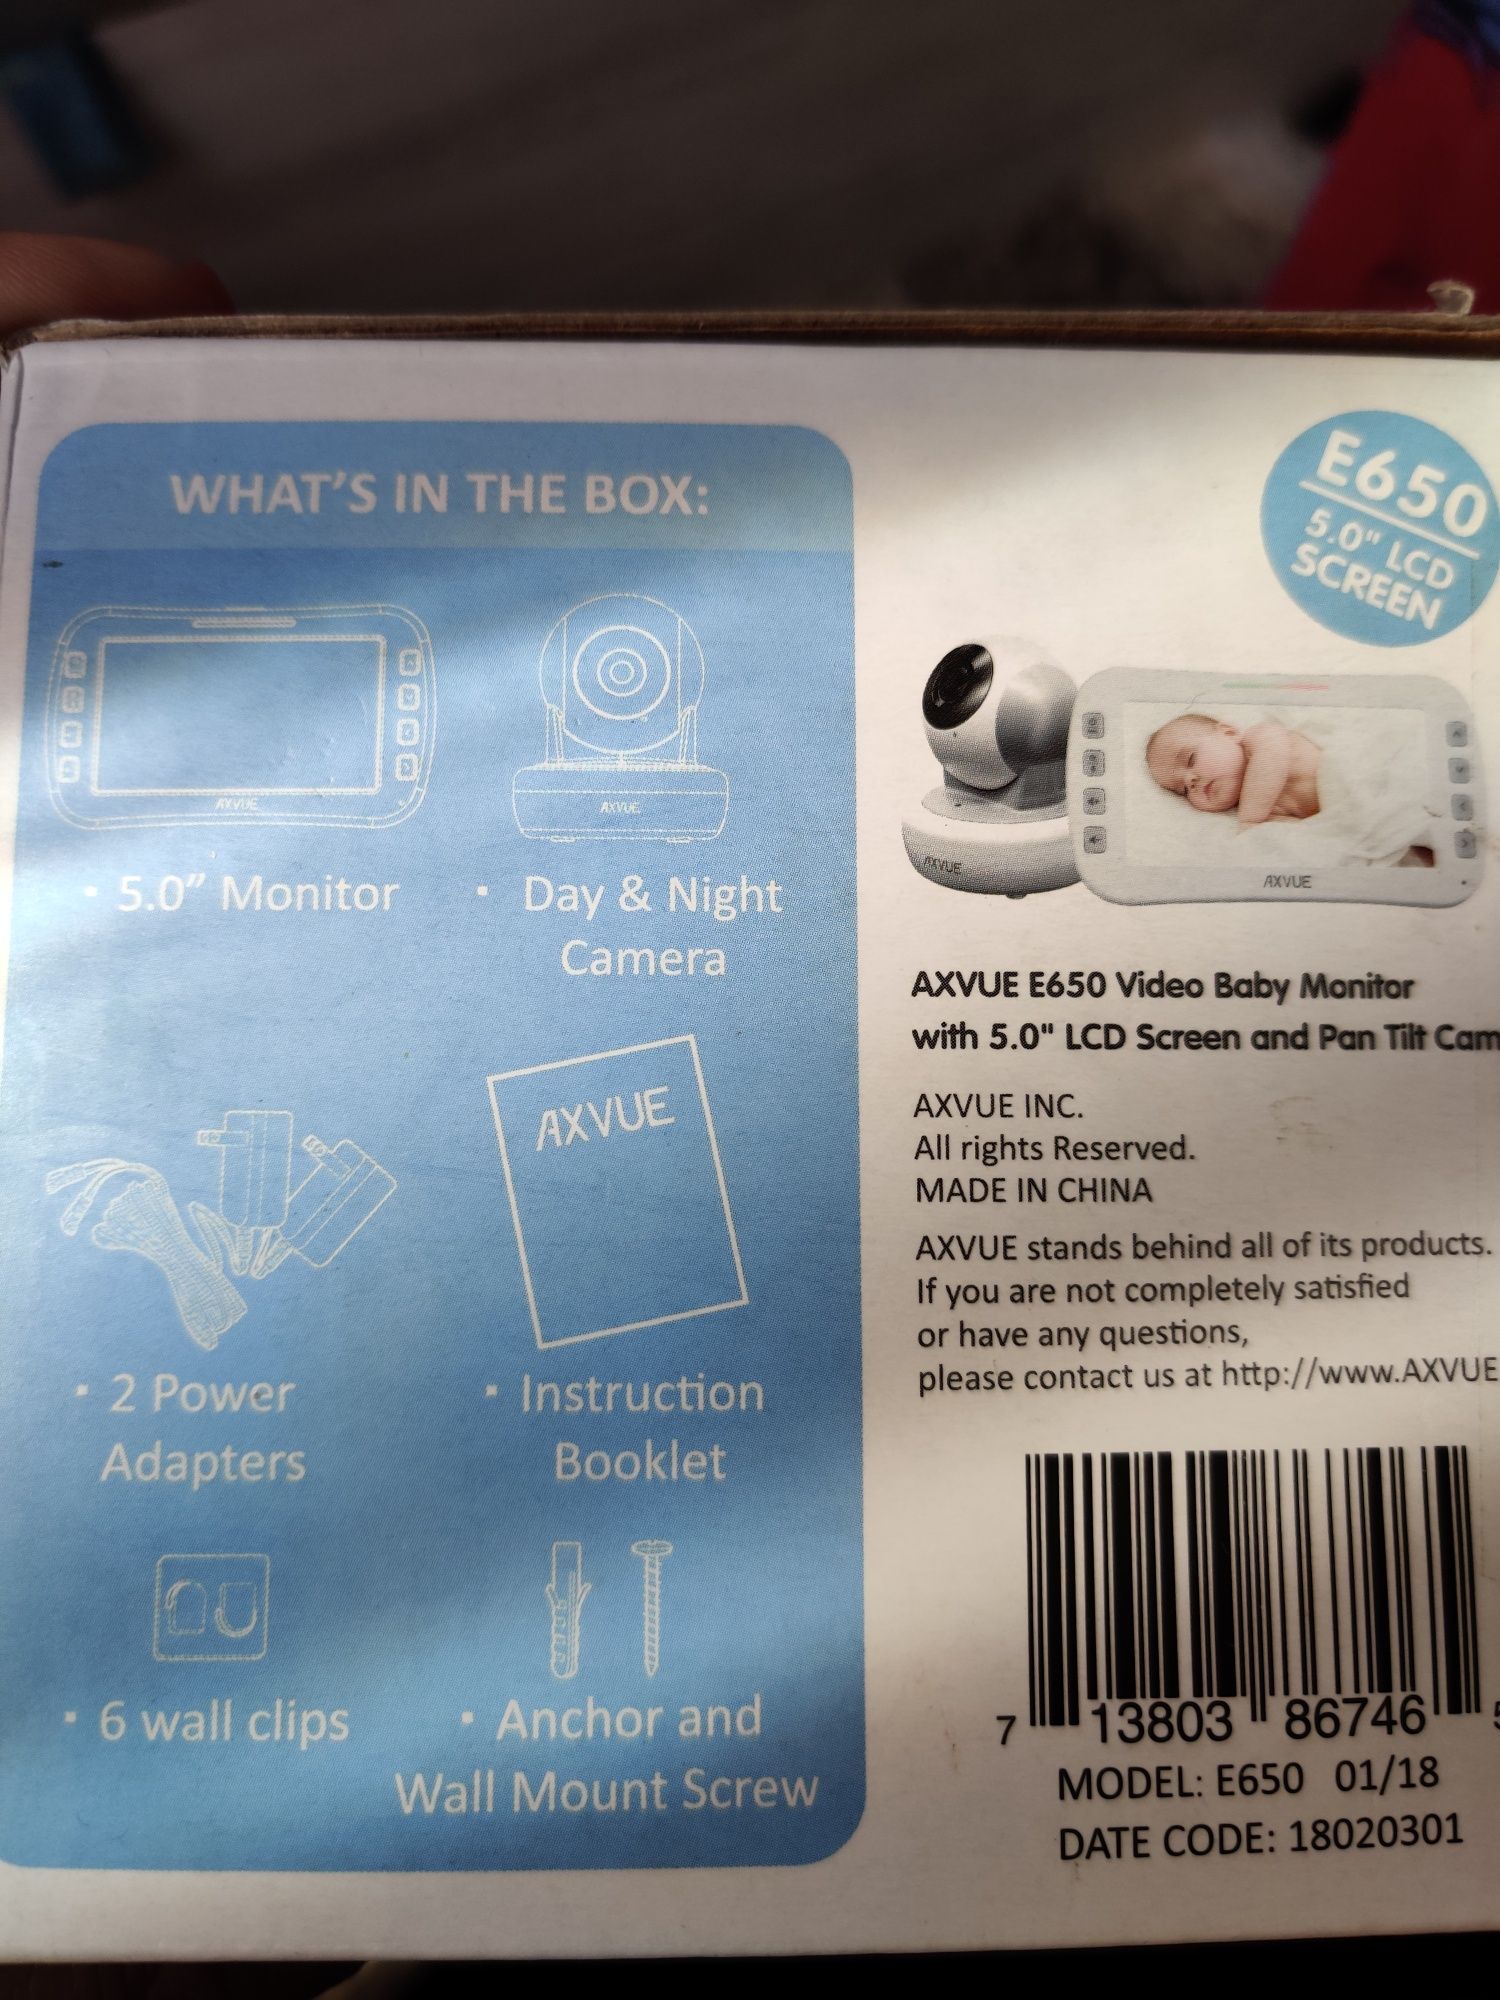 WHAT'S IN THE BOX:
AXVUE
AXVUE
• 5.0” Monitor
• Day & Night
Camera
AXVUE
• 2 Power
Adapters
• Instruction
Booklet
• 6 wall clips
• Anchor and
Wall Mount Screw
E650
5.0" LCD
SCREEN
AXVUE
AXVUE
AXVUE E650 Video Baby Monitor
with 5.0" LCD Screen and Pan Tilt Cam
AXVUE INC.
All rights Reserved.
MADE IN CHINA
AXVUE stands behind all of its products.
If you are not completely satisfied
or have any questions,
please contact us at http://www.AXVUE
7 13803 86746 5
MODEL: E650 01/18
DATE CODE: 18020301